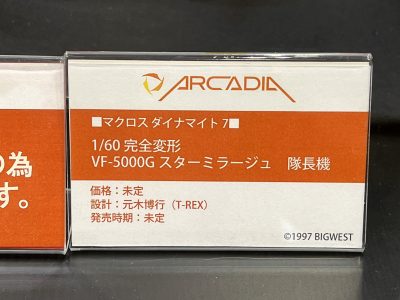 ARCADIA
■マクロス ダイナマイト 7■
1/60 完全変形
VF-5000G スターミラージュ 隊長機
価格：未定
設計：元木博行（T-REX）
発売時期：未定
©1997 BIGWEST
の為
す。